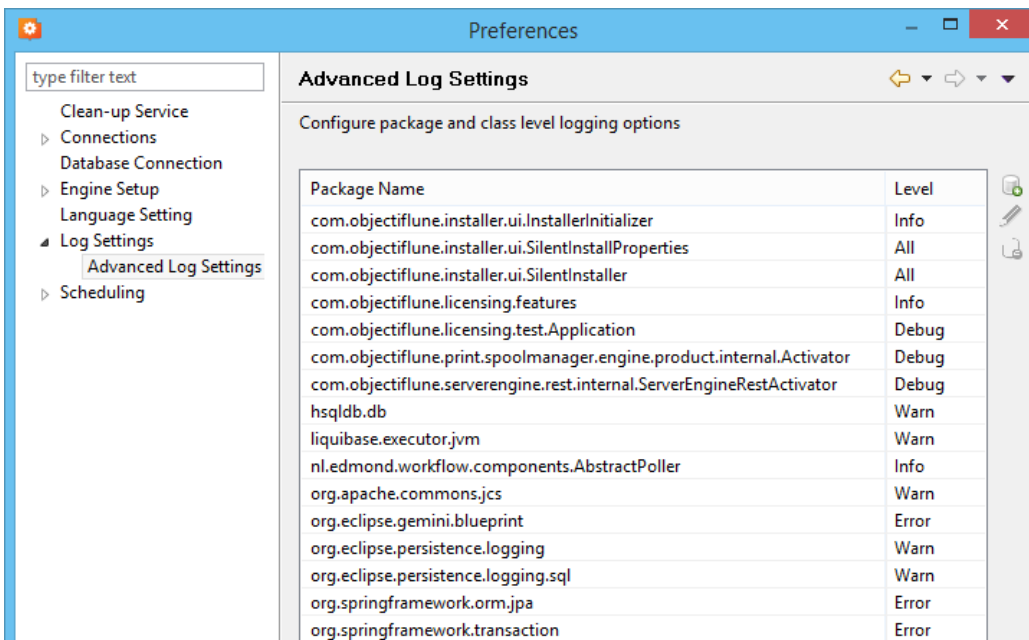 Preferences
type filter text
Clean-up Service
Connections
Database Connection
Engine Setup
Language Setting
Log Settings
Advanced Log Settings
Scheduling
Advanced Log Settings
Configure package and class level logging options
Package Name Level
com.objectiflune.installer.ui.InstallerInitializer Info
com.objectiflune.installer.ui.SilentInstallProperties All
com.objectiflune.installer.ui.SilentInstaller All
com.objectiflune.licensing.features Info
com.objectiflune.licensing.test.Application Debug
com.objectiflune.print.spoolmanager.engine.product.internal.Activator Debug
com.objectiflune.serverengine.rest.internal.ServerEngineRestActivator Debug
hsqldb.db Warn
liquibase.executor.jvm Warn
nl.edmond.workflow.components.AbstractPoller Info
org.apache.commons.jcs Warn
org.eclipse.gemini.blueprint Error
org.eclipse.persistence.logging Warn
org.eclipse.persistence.logging.sql Warn
org.springframework.orm.jpa Error
org.springframework.transaction Error